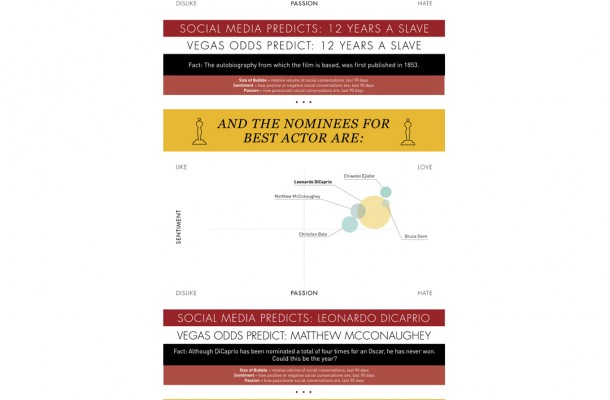 DISLIKE PASSION HATE
SOCIAL MEDIA PREDICTS: 12 YEARS A SLAVE
VEGAS ODDS PREDICT: 12 YEARS A SLAVE
Fact: The autobiography from which the film is based, was first published in 1853.
Size of Bubble = relative volume of social conversations, last 90 days
Sentiment = how positive or negative social conversations are, last 90 days
Passion = how passionate social conversations are, last 90 days
AND THE NOMINEES FOR
BEST ACTOR ARE:
LIKE LOVE
Chiwetel Ejiofor
Leonardo DiCaprio
Matthew McConaughey
Christian Bale
Bruce Dern
SENTIMENT
DISLIKE PASSION HATE
SOCIAL MEDIA PREDICTS: LEONARDO DICAPRIO
VEGAS ODDS PREDICT: MATTHEW MCCONAUGHEY
Fact: Although DiCaprio has been nominated a total of four times for an Oscar, he has never won.
Could this be the year?
Size of Bubble = relative volume of social conversations, last 90 days
Sentiment = how positive or negative social conversations are, last 90 days
Passion = how passionate social conversations are, last 90 days